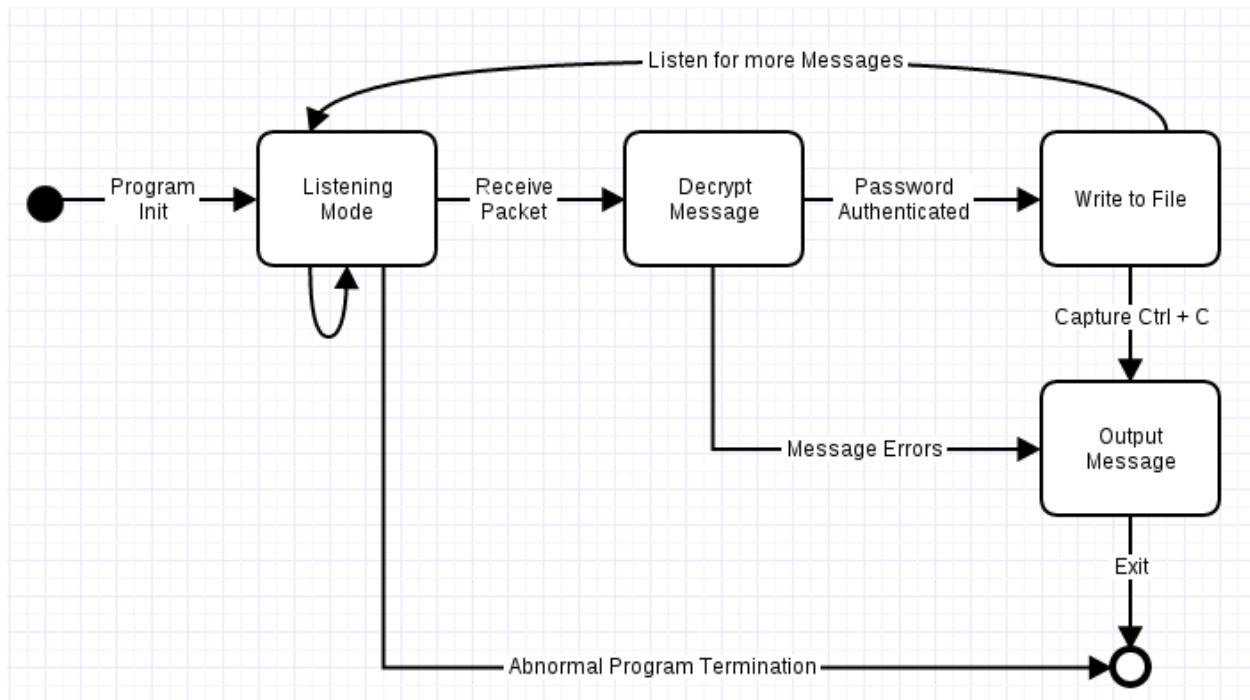 Listen for more Messages
Program
Init
Listening
Mode
Receive
Packet
Decrypt
Message
Password
Authenticated
Write to File
Capture Ctrl + C
Message Errors
Output
Message
Exit
Abnormal Program Termination